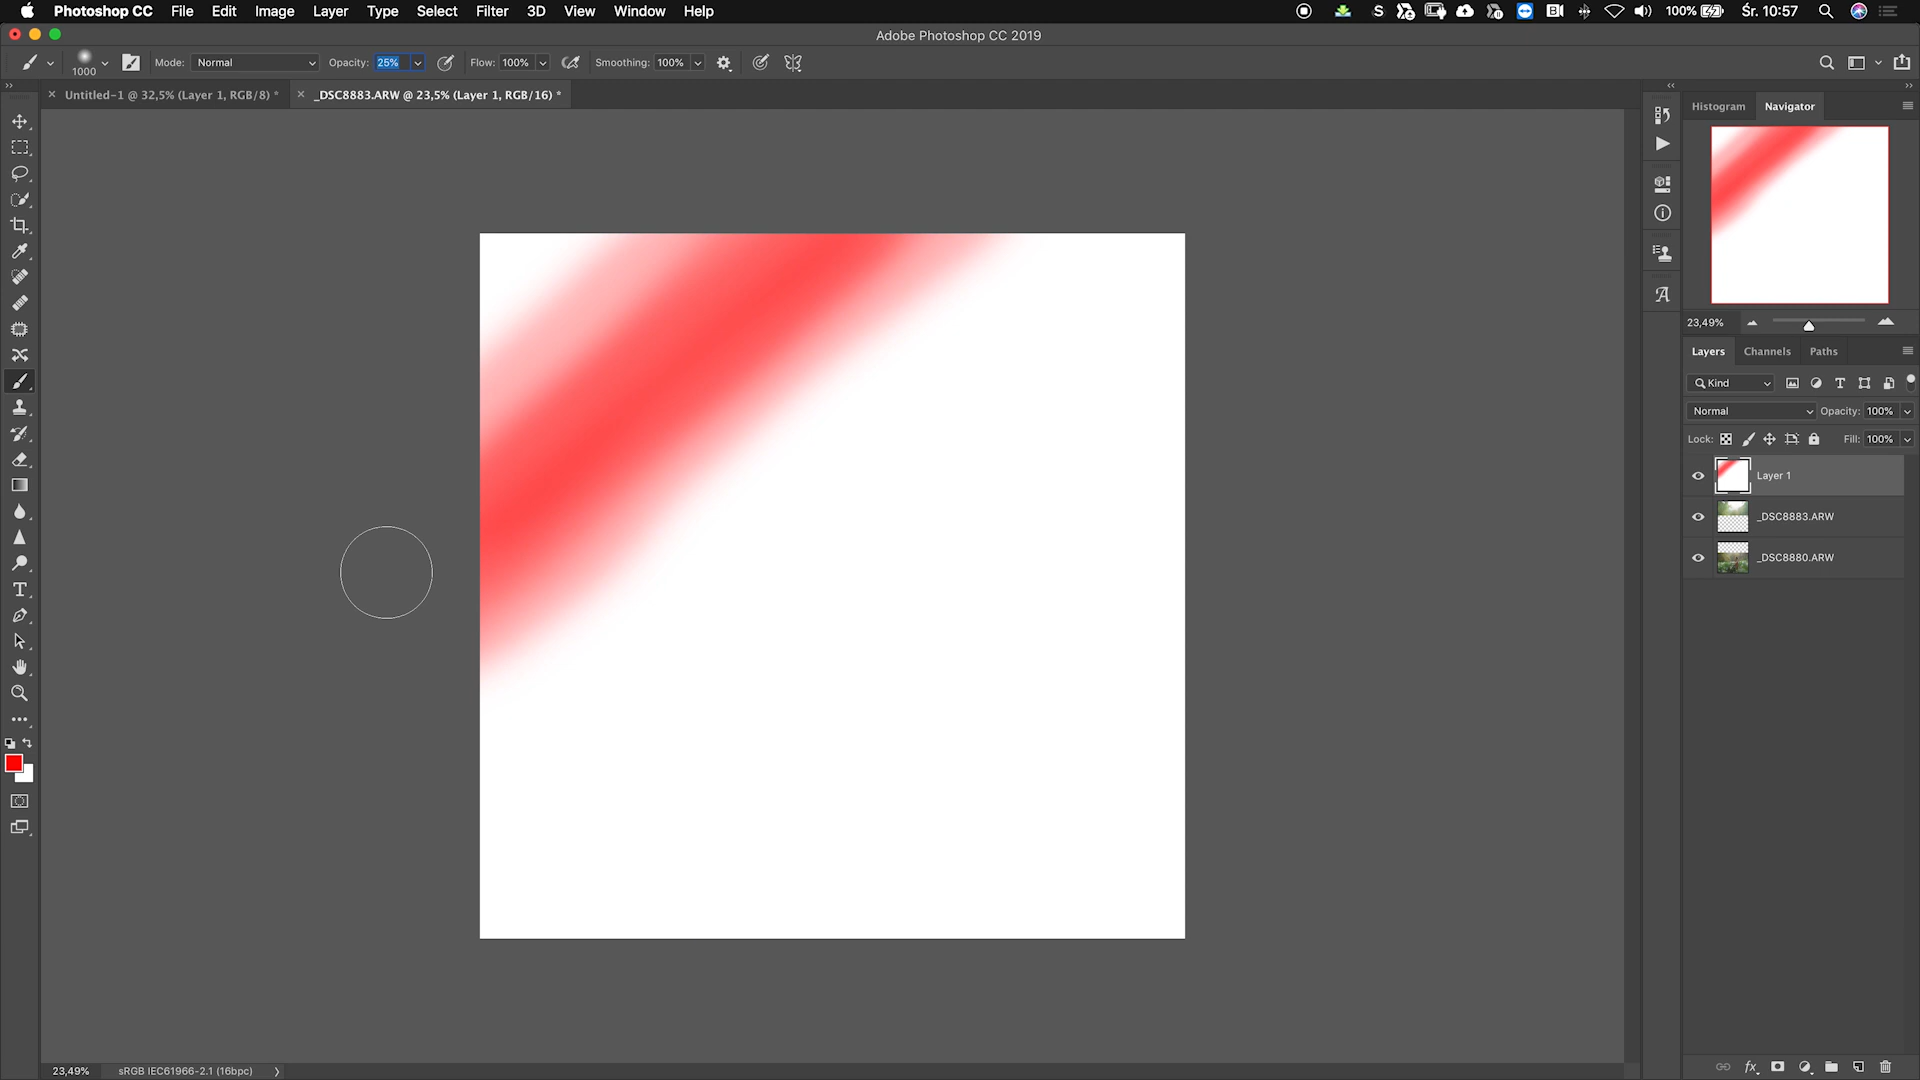 Photoshop CC File Edit Image Layer Type Select Filter 3D View Window Help S 100% Śr. 10:57
Adobe Photoshop CC 2019
1000 Mode: Normal Opacity: 25% Flow: 100% Smoothing: 100%
Untitled-1 @ 32,5% (Layer 1, RGB/8) * _DSC8883.ARW @ 23,5% (Layer 1, RGB/16) *
Histogram Navigator
23,49%
Layers Channels Paths
Kind
Normal Opacity: 100%
Lock: Fill: 100%
Layer 1
_DSC8883.ARW
_DSC8880.ARW
23,49% sRGB IEC61966-2.1 (16bpc)